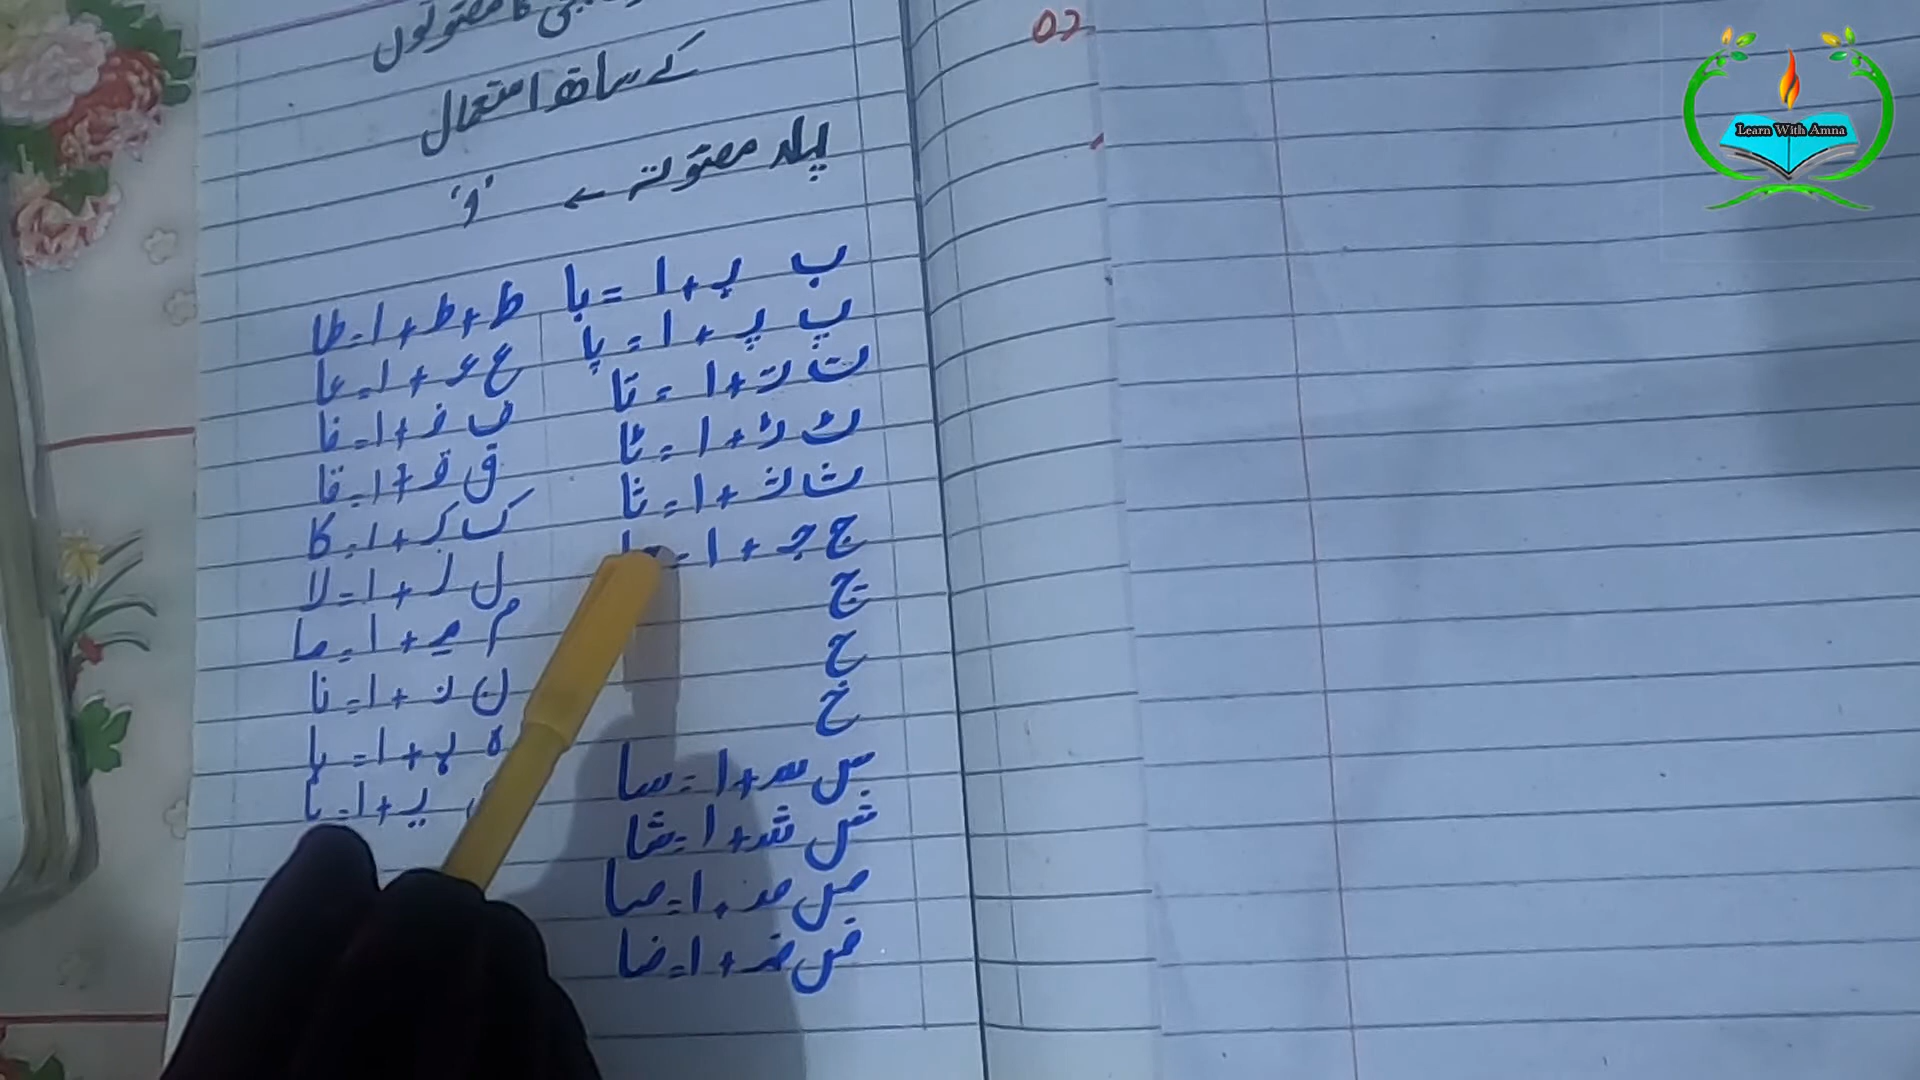 کے ساتھ استعمال
پہلا مصوتہ ← 'ا'
ب بـ + ا = با
پ پـ + ا = پا
ت تـ + ا = تا
ٹ ٹـ + ا = ٹا
ث ثـ + ا = ثا
ج جـ + ا =
چ
ح
خ
س سـ + ا = سا
ش شـ + ا = شا
ص صـ + ا = صا
ض ضـ + ا = ضا
ط + ط + ا = طا
ع عـ + ا = عا
ف فـ + ا = فا
ق قـ + ا = قا
ک کـ + ا = کا
ل لـ + ا = لا
م مـ + ا = ما
ن نـ + ا = نا
ہ ہـ + ا = ہا
یـ + ا = یا
Learn With Amna